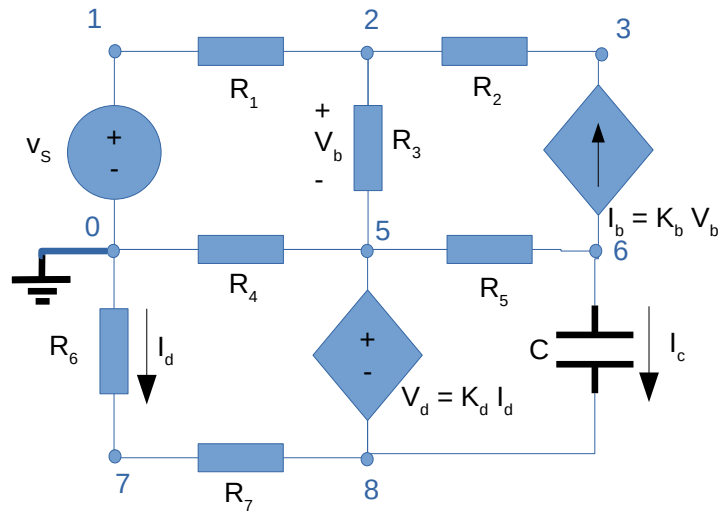 1
2
3
R1
R2
+
Vb
-
R3
vS
+
-
Ib = Kb Vb
0
5
6
R4
R5
R6
Id
+
-
Vd = Kd Id
C
Ic
7
R7
8